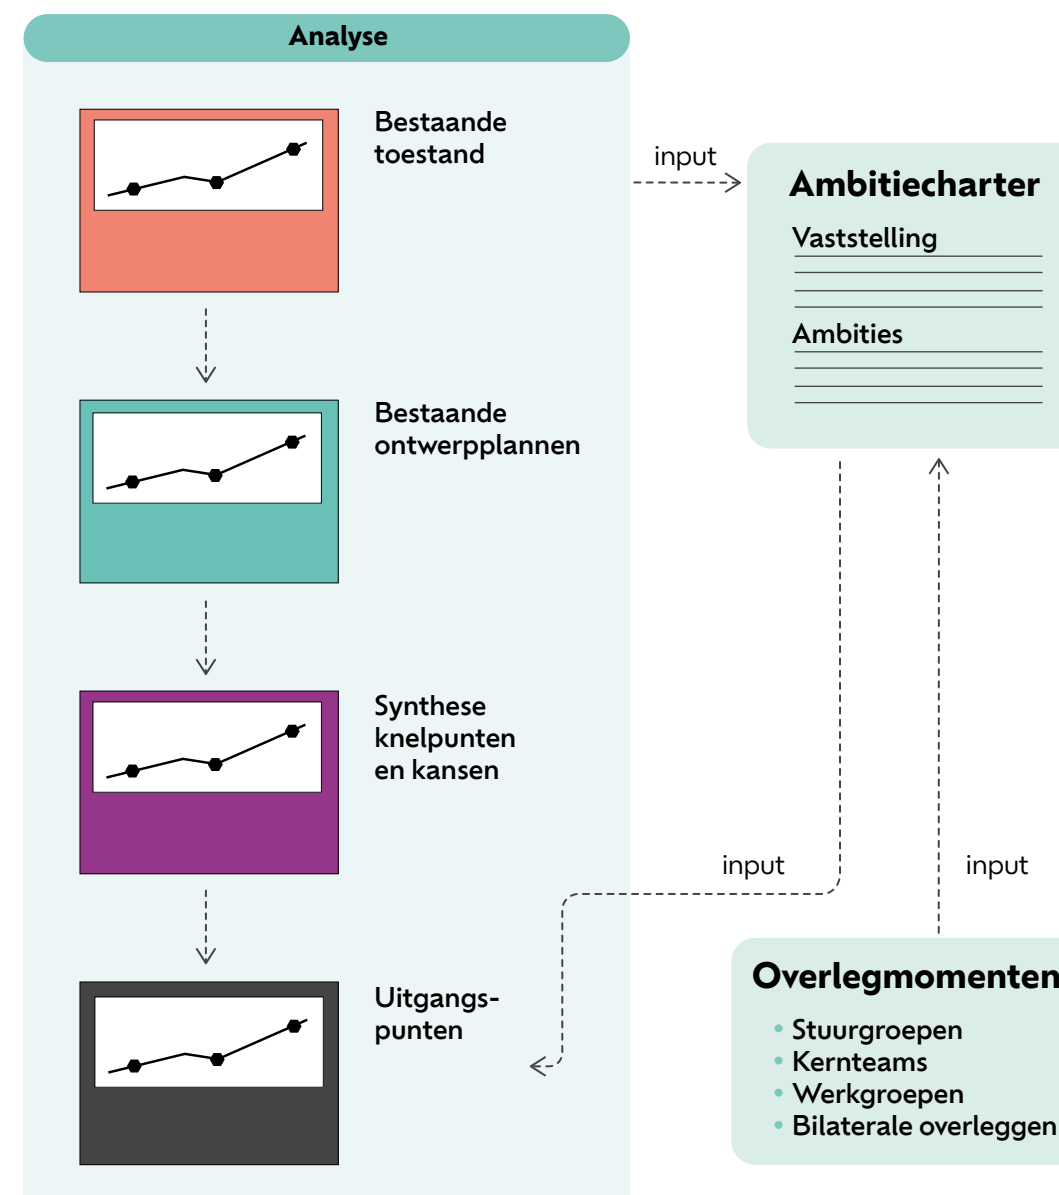 Analyse
Bestaande
toestand
input
Ambitiecharter
Vaststelling
Ambities
Bestaande
ontwerpplannen
Synthese
knelpunten
en kansen
input
input
Uitgangs-
punten
Overlegmomenten
• Stuurgroepen
• Kernteams
• Werkgroepen
• Bilaterale overleggen